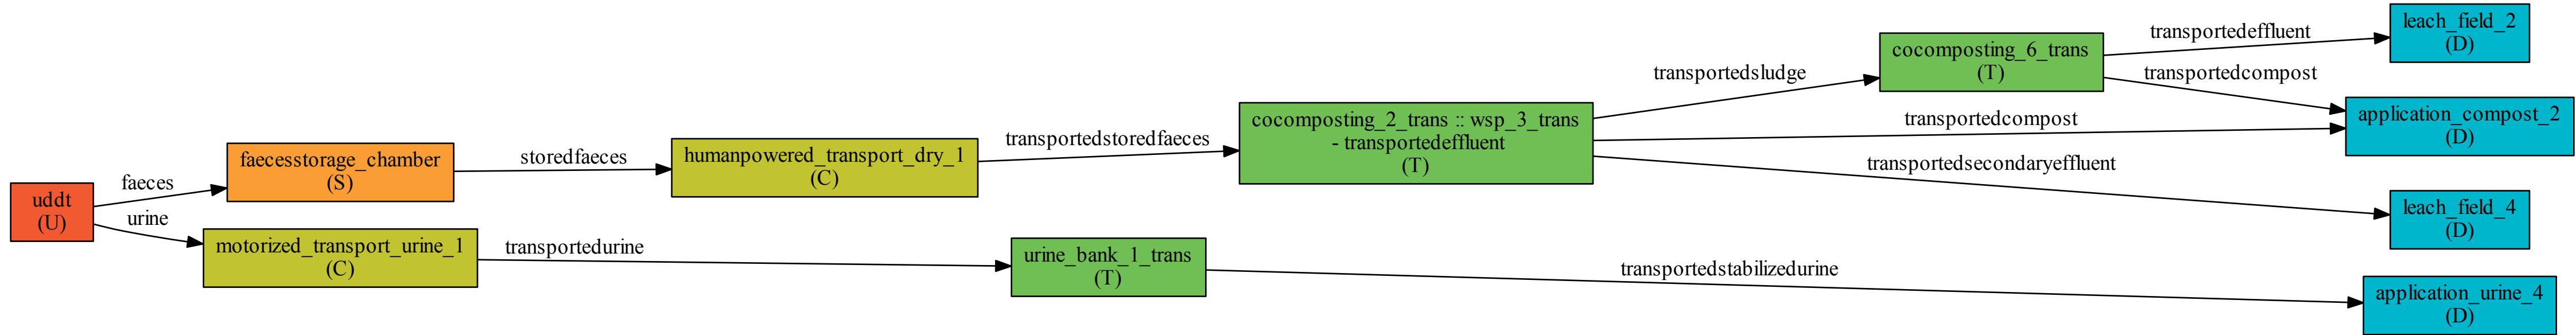 uddt
(U)
faeces
urine
faecesstorage_chamber
(S)
motorized_transport_urine_1
(C)
storedfaeces
transportedurine
humanpowered_transport_dry_1
(C)
transportedstoredfaeces
urine_bank_1_trans
(T)
cocomposting_2_trans :: wsp_3_trans
- transportedeffluent
(T)
transportedsludge
transportedcompost
transportedsecondaryeffluent
transportedstabilizedurine
cocomposting_6_trans
(T)
transportedeffluent
transportedcompost
leach_field_2
(D)
application_compost_2
(D)
leach_field_4
(D)
application_urine_4
(D)